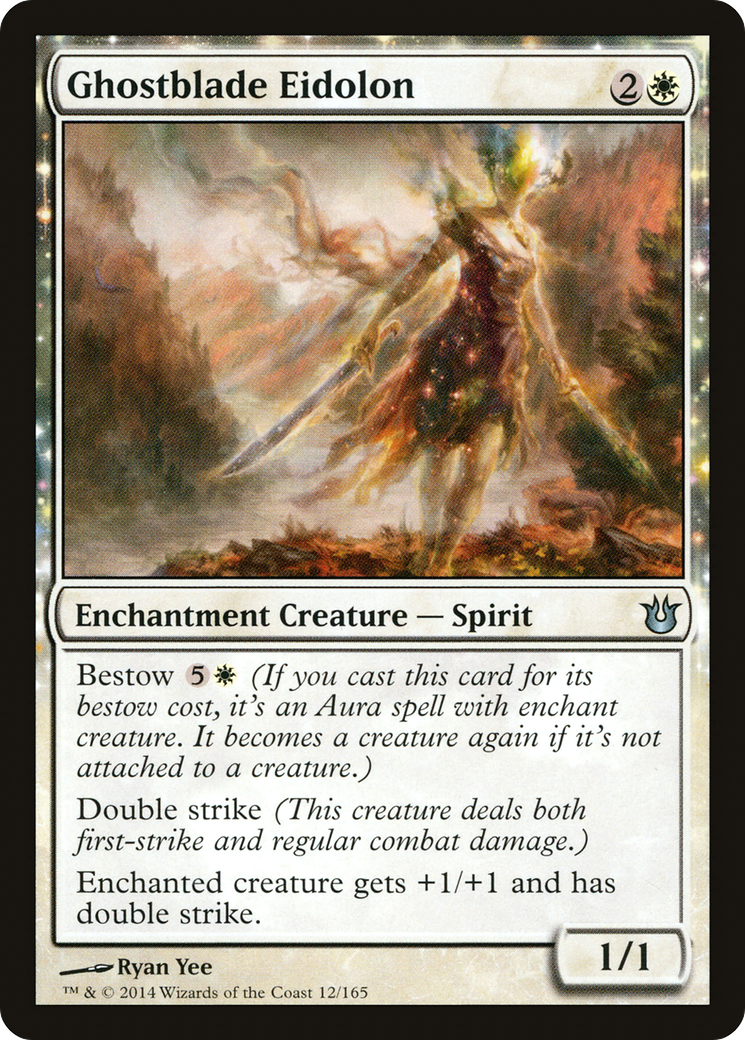 Ghostblade Eidolon 2
Enchantment Creature — Spirit
Bestow 5 (If you cast this card for its
bestow cost, it's an Aura spell with enchant
creature. It becomes a creature again if it's not
attached to a creature.)
Double strike (This creature deals both
first-strike and regular combat damage.)
Enchanted creature gets +1/+1 and has
double strike.
1/1
Ryan Yee
™ & © 2014 Wizards of the Coast 12/165